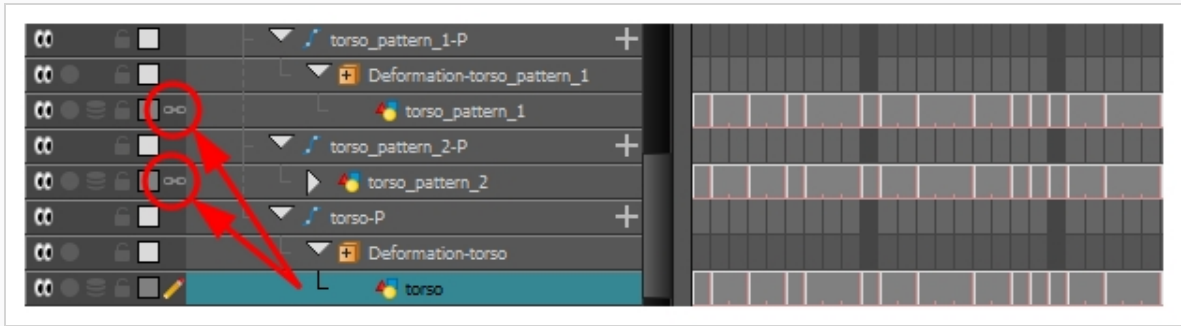 torso_pattern_1-P
Deformation-torso_pattern_1
torso_pattern_1
torso_pattern_2-P
torso_pattern_2
torso-P
Deformation-torso
torso